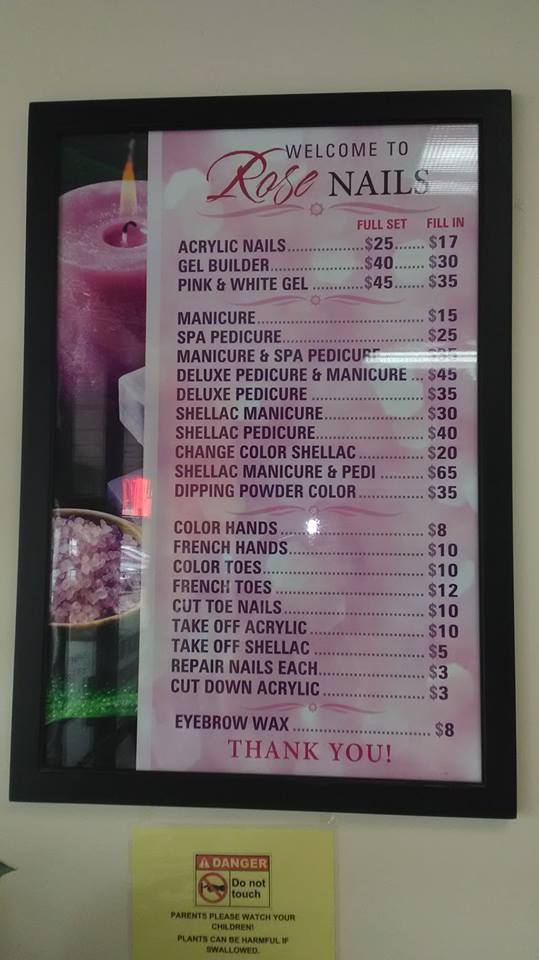 WELCOME TO
Rose NAILS
FULL SET FILL IN
ACRYLIC NAILS ........ $25 ...... $17
GEL BUILDER ........ $40 ...... $30
PINK & WHITE GEL ........ $45 ...... $35
MANICURE ........ $15
SPA PEDICURE ........ $25
MANICURE & SPA PEDICURE
DELUXE PEDICURE & MANICURE ... $45
DELUXE PEDICURE ........ $35
SHELLAC MANICURE ........ $30
SHELLAC PEDICURE ........ $40
CHANGE COLOR SHELLAC ........ $20
SHELLAC MANICURE & PEDI ........ $65
DIPPING POWDER COLOR ........ $35
COLOR HANDS ........ $8
FRENCH HANDS ........ $10
COLOR TOES ........ $10
FRENCH TOES ........ $12
CUT TOE NAILS ........ $10
TAKE OFF ACRYLIC ........ $10
TAKE OFF SHELLAC ........ $5
REPAIR NAILS EACH ........ $3
CUT DOWN ACRYLIC ........ $3
EYEBROW WAX ........ $8
THANK YOU!
DANGER
Do not
touch
PARENTS PLEASE WATCH YOUR
CHILDREN!
PLANTS CAN BE HARMFUL IF
SWALLOWED.